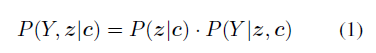 P(Y, z|c) = P(z|c) · P(Y|z, c) (1)